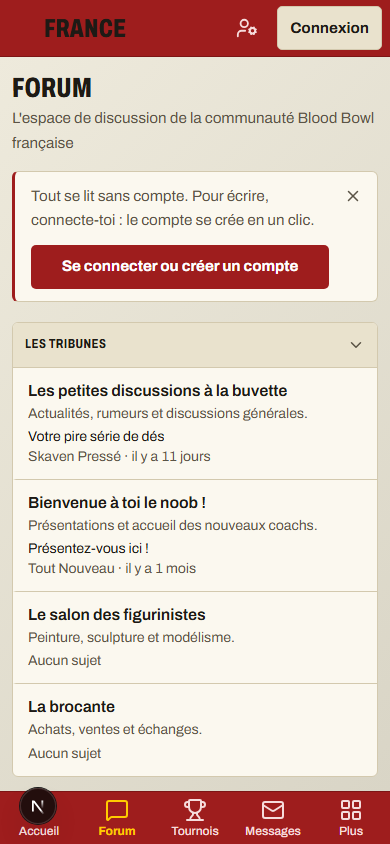 FRANCE
Connexion
FORUM
L'espace de discussion de la communauté Blood Bowl
française
Tout se lit sans compte. Pour écrire,
connecte-toi : le compte se crée en un clic.
Se connecter ou créer un compte
LES TRIBUNES
Les petites discussions à la buvette
Actualités, rumeurs et discussions générales.
Votre pire série de dés
Skaven Pressé · il y a 11 jours
Bienvenue à toi le noob !
Présentations et accueil des nouveaux coachs.
Présentez-vous ici !
Tout Nouveau · il y a 1 mois
Le salon des figurinistes
Peinture, sculpture et modélisme.
Aucun sujet
La brocante
Achats, ventes et échanges.
Aucun sujet
N
Accueil
Forum
Tournois
Messages
Plus